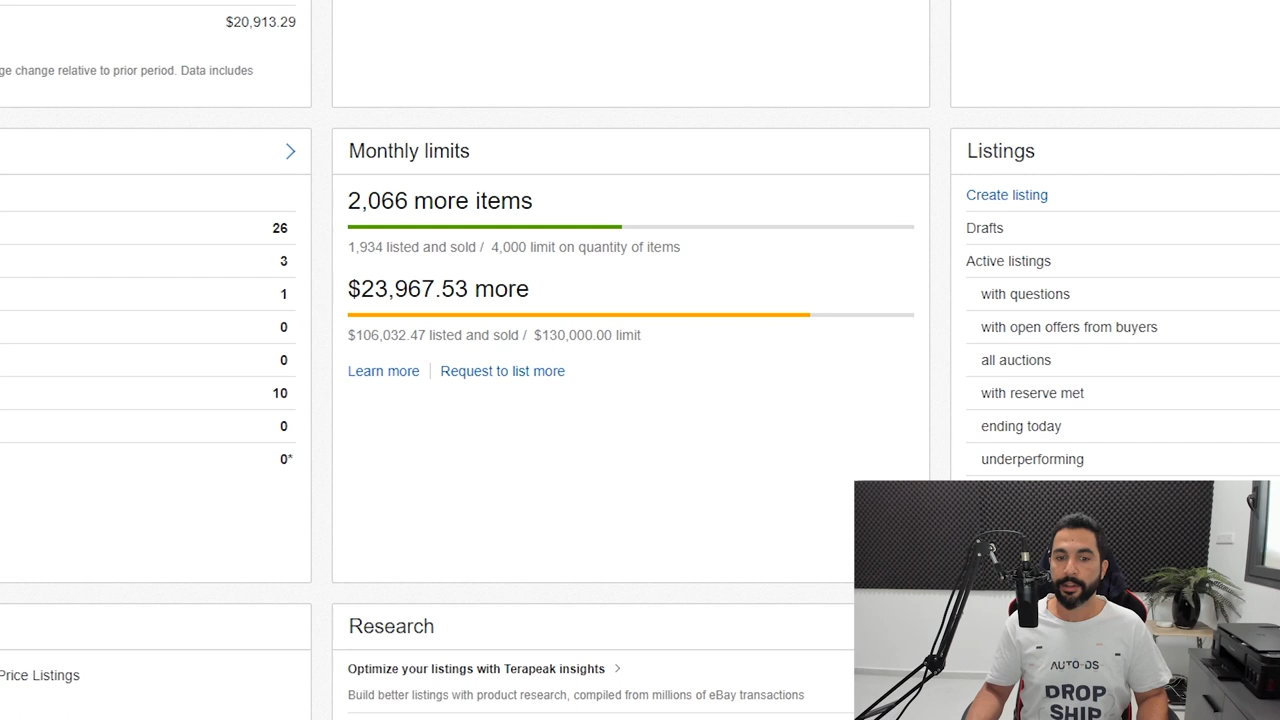 $20,913.29
ge change relative to prior period. Data includes
26
3
1
0
0
10
0
0*
Price Listings
Monthly limits
2,066 more items
1,934 listed and sold / 4,000 limit on quantity of items
$23,967.53 more
$106,032.47 listed and sold / $130,000.00 limit
Learn more | Request to list more
Research
Optimize your listings with Terapeak insights >
Build better listings with product research, compiled from millions of eBay transactions
Listings
Create listing
Drafts
Active listings
with questions
with open offers from buyers
all auctions
with reserve met
ending today
underperforming
AUTO-DS
DROP
SHIP